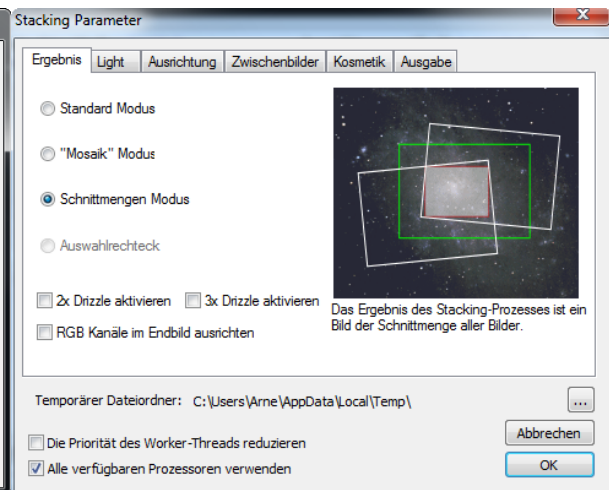 Stacking Parameter
Ergebnis Light Ausrichtung Zwischenbilder Kosmetik Ausgabe
Standard Modus
"Mosaik" Modus
Schnittmengen Modus
Auswahlrechteck
2x Drizzle aktivieren 3x Drizzle aktivieren
RGB Kanäle im Endbild ausrichten
Das Ergebnis des Stacking-Prozesses ist ein
Bild der Schnittmenge aller Bilder.
Temporärer Dateiordner: C:\Users\Arne\AppData\Local\Temp\
...
Die Priorität des Worker-Threads reduzieren
Alle verfügbaren Prozessoren verwenden
Abbrechen
OK